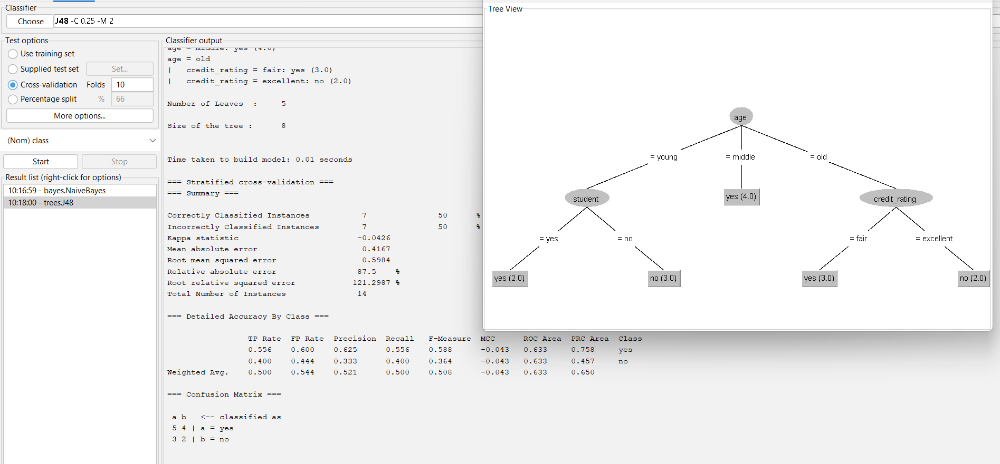 Classifier
Choose J48 -C 0.25 -M 2
Test options
Use training set
Supplied test set Set...
Cross-validation Folds 10
Percentage split % 66
More options...
(Nom) class
Start Stop
Result list (right-click for options)
10:16:59 - bayes.NaiveBayes
10:18:00 - trees.J48
Classifier output
age = middle: yes (4.0)
age = old
| credit_rating = fair: yes (3.0)
| credit_rating = excellent: no (2.0)
Number of Leaves : 5
Size of the tree : 8
Time taken to build model: 0.01 seconds
=== Stratified cross-validation ===
=== Summary ===
Correctly Classified Instances 7 50 %
Incorrectly Classified Instances 7 50 %
Kappa statistic -0.0426
Mean absolute error 0.4167
Root mean squared error 0.5984
Relative absolute error 87.5 %
Root relative squared error 121.2987 %
Total Number of Instances 14
=== Detailed Accuracy By Class ===
TP Rate FP Rate Precision Recall F-Measure MCC ROC Area PRC Area Class
0.556 0.600 0.625 0.556 0.588 -0.043 0.633 0.758 yes
0.400 0.444 0.333 0.400 0.364 -0.043 0.633 0.457 no
Weighted Avg. 0.500 0.544 0.521 0.500 0.508 -0.043 0.633 0.650
=== Confusion Matrix ===
a b <-- classified as
5 4 | a = yes
3 2 | b = no
Tree View
age
= young = middle = old
student yes (4.0) credit_rating
= yes = no = fair = excellent
yes (2.0) no (3.0) yes (3.0) no (2.0)